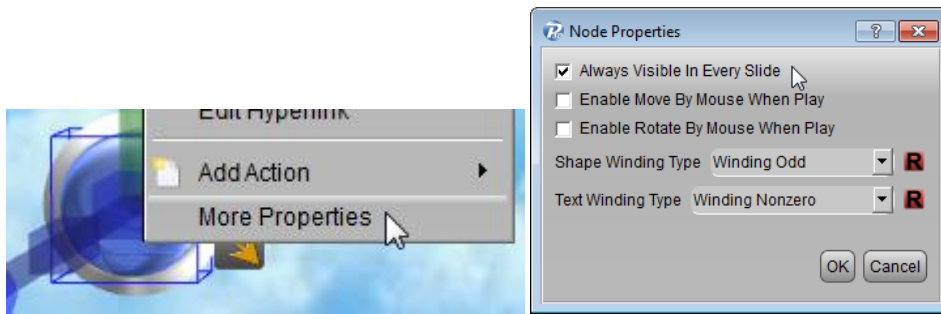 Edit Hyperlink
Add Action
More Properties
Node Properties
Always Visible In Every Slide
Enable Move By Mouse When Play
Enable Rotate By Mouse When Play
Shape Winding Type Winding Odd R
Text Winding Type Winding Nonzero R
OK Cancel